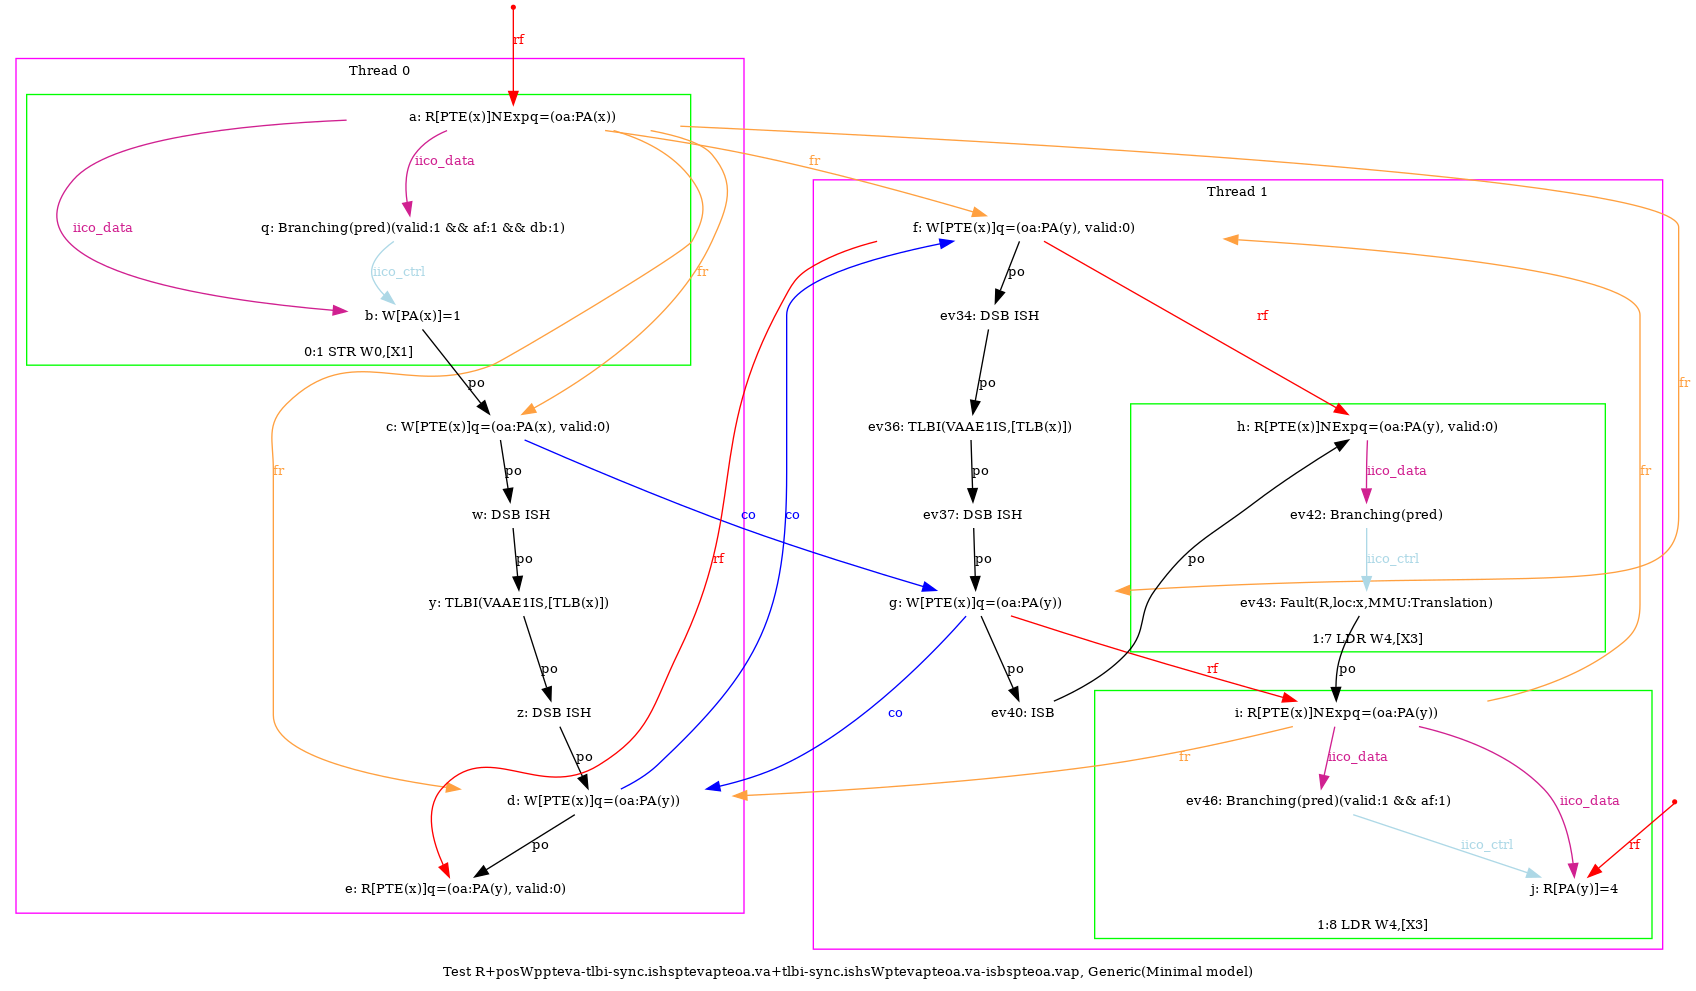 rf
Thread 0
a: R[PTE(x)]NExpq=(oa:PA(x))
iico_data
fr
Thread 1
iico_data
q: Branching(pred)(valid:1 && af:1 && db:1)
f: W[PTE(x)]q=(oa:PA(y), valid:0)
iico_ctrl
fr
po
b: W[PA(x)]=1
ev34: DSB ISH
rf
0:1 STR W0,[X1]
po
po
fr
c: W[PTE(x)]q=(oa:PA(x), valid:0)
ev36: TLBI(VAAE1IS,[TLB(x)])
h: R[PTE(x)]NExpq=(oa:PA(y), valid:0)
fr
po
po
iico_data
fr
w: DSB ISH
co
co
ev37: DSB ISH
ev42: Branching(pred)
po
rf
po
po
iico_ctrl
y: TLBI(VAAE1IS,[TLB(x)])
g: W[PTE(x)]q=(oa:PA(y))
ev43: Fault(R,loc:x,MMU:Translation)
1:7 LDR W4,[X3]
po
po
rf
po
z: DSB ISH
co
ev40: ISB
i: R[PTE(x)]NExpq=(oa:PA(y))
po
fr
iico_data
d: W[PTE(x)]q=(oa:PA(y))
ev46: Branching(pred)(valid:1 && af:1)
iico_data
po
iico_ctrl
rf
e: R[PTE(x)]q=(oa:PA(y), valid:0)
j: R[PA(y)]=4
1:8 LDR W4,[X3]
Test R+posWppteva-tlbi-sync.ishsptevapteoa.va+tlbi-sync.ishsWptevapteoa.va-isbspteoa.vap, Generic(Minimal model)